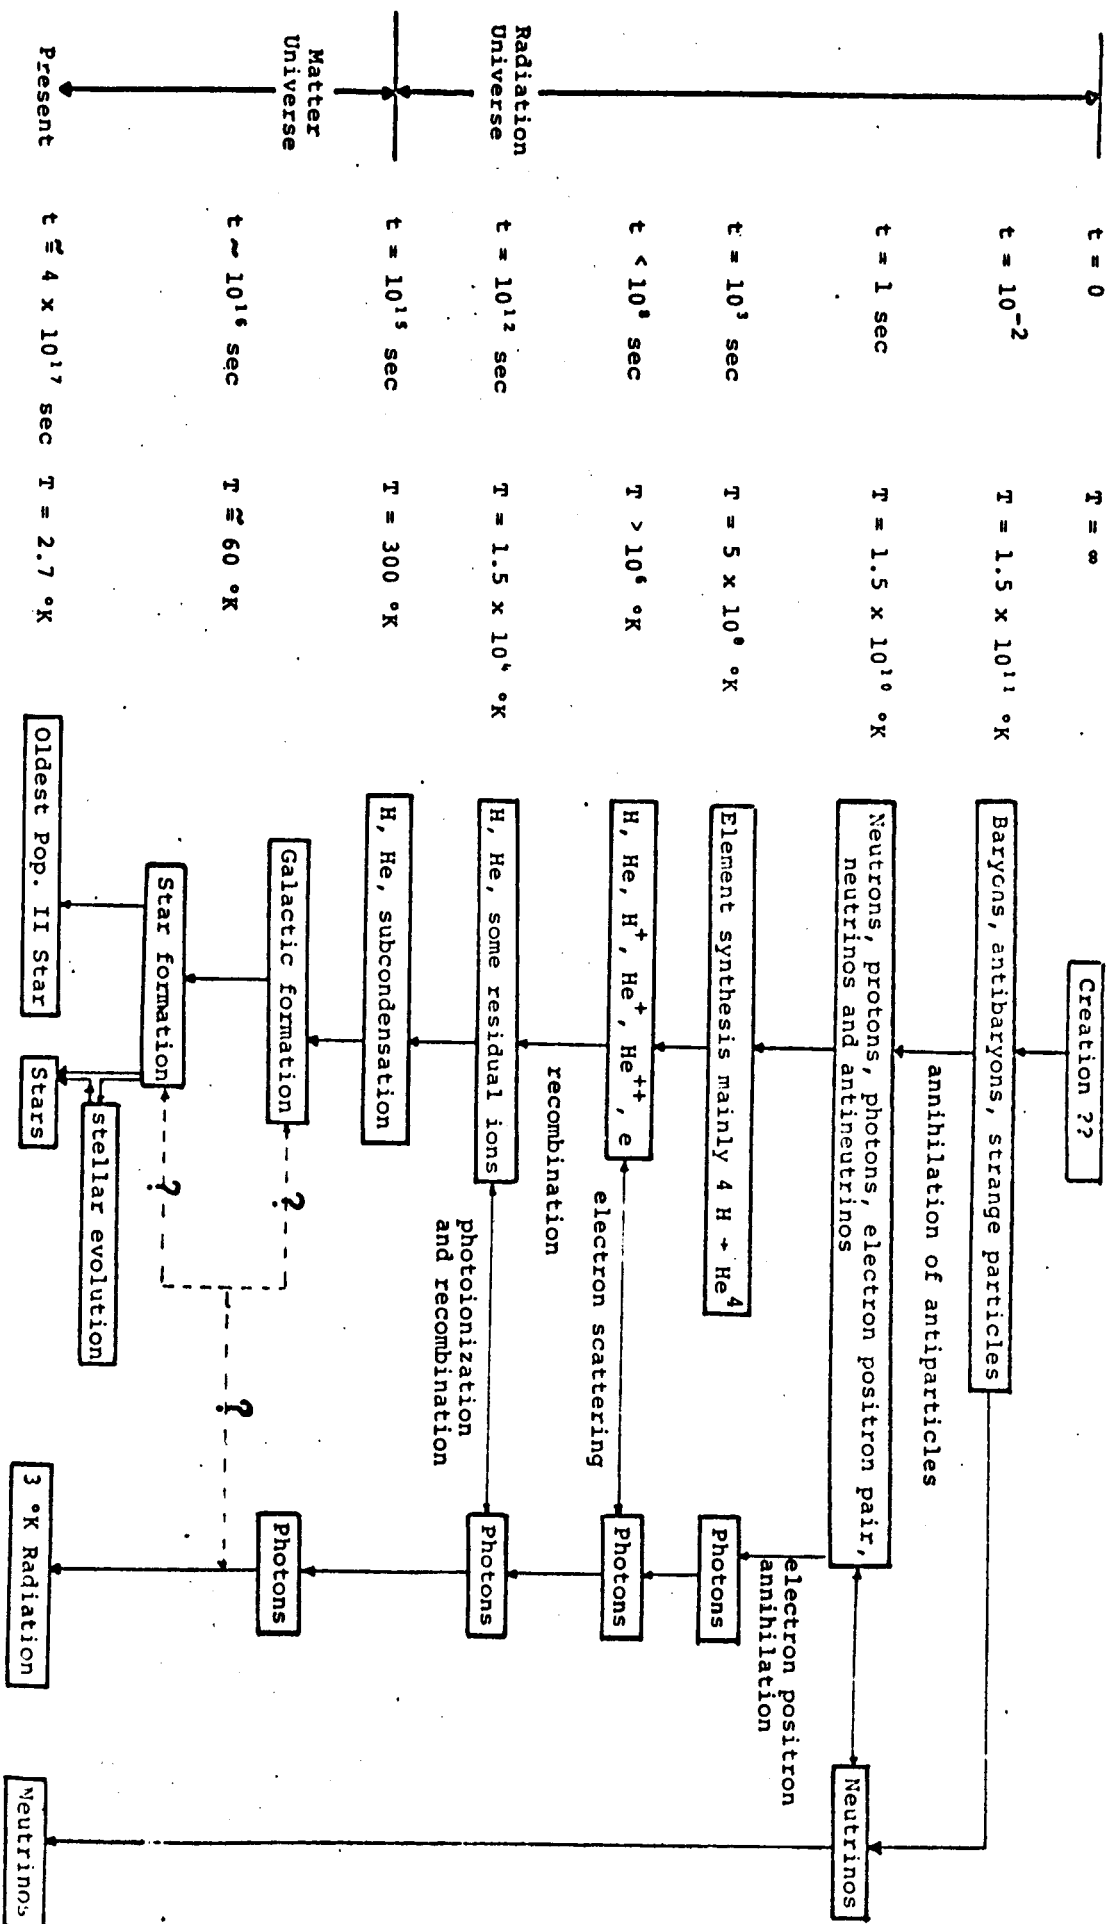 t = 0
T = ∞
Creation ??
t = 10⁻²
T = 1.5 x 10¹¹ °K
Baryons, antibaryons, strange particles
annihilation of antiparticles
t = 1 sec
T = 1.5 x 10¹⁰ °K
Neutrons, protons, photons, electron positron pair,
neutrinos and antineutrinos
Neutrinos
electron positron
annihilation
t = 10³ sec
T = 5 x 10⁸ °K
Element synthesis mainly 4 H → He⁴
Photons
Radiation
Universe
t < 10⁸ sec
T > 10⁶ °K
H, He, H⁺, He⁺, He⁺⁺, e
electron scattering
Photons
recombination
t = 10¹² sec
T = 1.5 x 10⁴ °K
H, He, some residual ions
photoionization
and recombination
Photons
t = 10¹⁵ sec
T = 300 °K
H, He, subcondensation
Matter
Universe
Galactic formation
?
Photons
t ~ 10¹⁶ sec
T ≅ 60 °K
?
Star formation
?
stellar evolution
Present
t ≅ 4 x 10¹⁷ sec
T = 2.7 °K
Oldest Pop. II Star
Stars
3 °K Radiation
Neutrinos